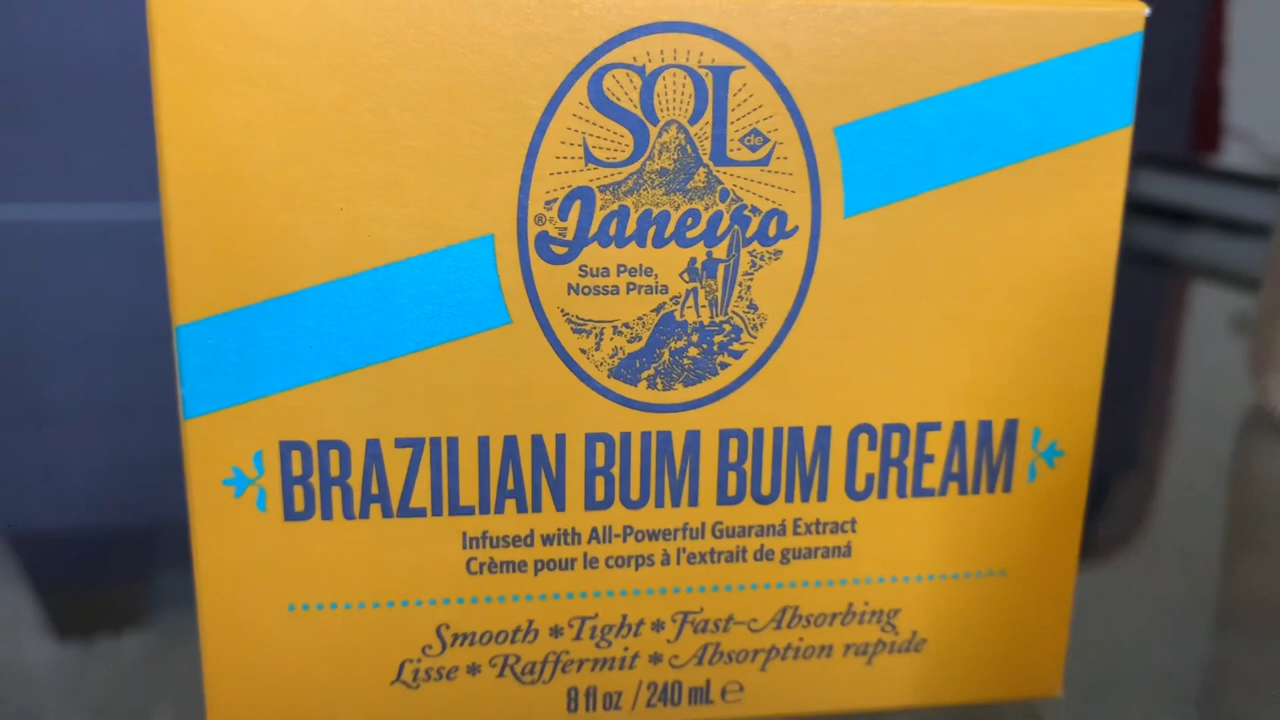 SOL de
Janeiro®
Sua Pele,
Nossa Praia
BRAZILIAN BUM BUM CREAM
Infused with All-Powerful Guaraná Extract
Crème pour le corps à l'extrait de guaraná
Smooth * Tight * Fast-Absorbing
Lisse * Raffermit * Absorption rapide
8 fl oz / 240 mL ℮